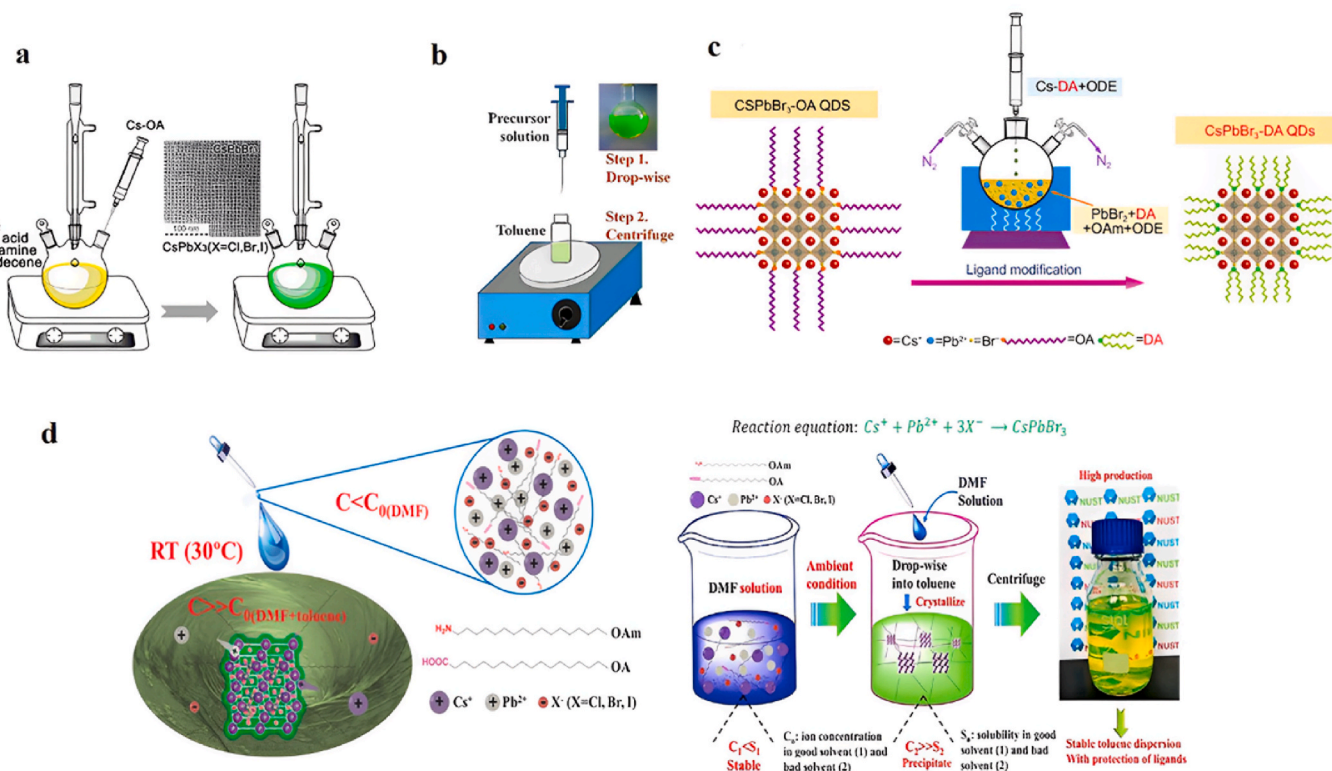 a
Cs-OA
CsPbBr
100 nm
CsPbX₃(X=Cl,Br,I)
acid
amine
decene
b
Precursor
solution
Step 1.
Drop-wise
Step 2.
Centrifuge
Toluene
c
CSPbBr₃-OA QDS
Cs-DA+ODE
N₂
N₂
PbBr₂+DA
+OAm+ODE
CsPbBr₃-DA QDs
Ligand modification
=Cs⁺ =Pb²⁺ =Br⁻ =OA =DA
d
C<C₀(DMF)
RT (30°C)
C>>C₀(DMF+toluene)
H₂N OAm
HOOC OA
Cs⁺ Pb²⁺ X⁻ (X=Cl, Br, I)
Reaction equation: Cs⁺ + Pb²⁺ + 3X⁻ → CsPbBr₃
OAm
OA
Cs⁺ Pb²⁺ X⁻ (X=Cl, Br, I)
DMF
Solution
DMF solution
Ambient
condition
Drop-wise
into toluene
Crystallize
Centrifuge
High production
NUST NUST NUST
C₁<S₁
Stable
Cₙ: ion concentration
in good solvent (1) and
bad solvent (2)
C₂>>S₂
Precipitate
Sₙ: solubility in good
solvent (1) and bad
solvent (2)
Stable toluene dispersion
With protection of ligands